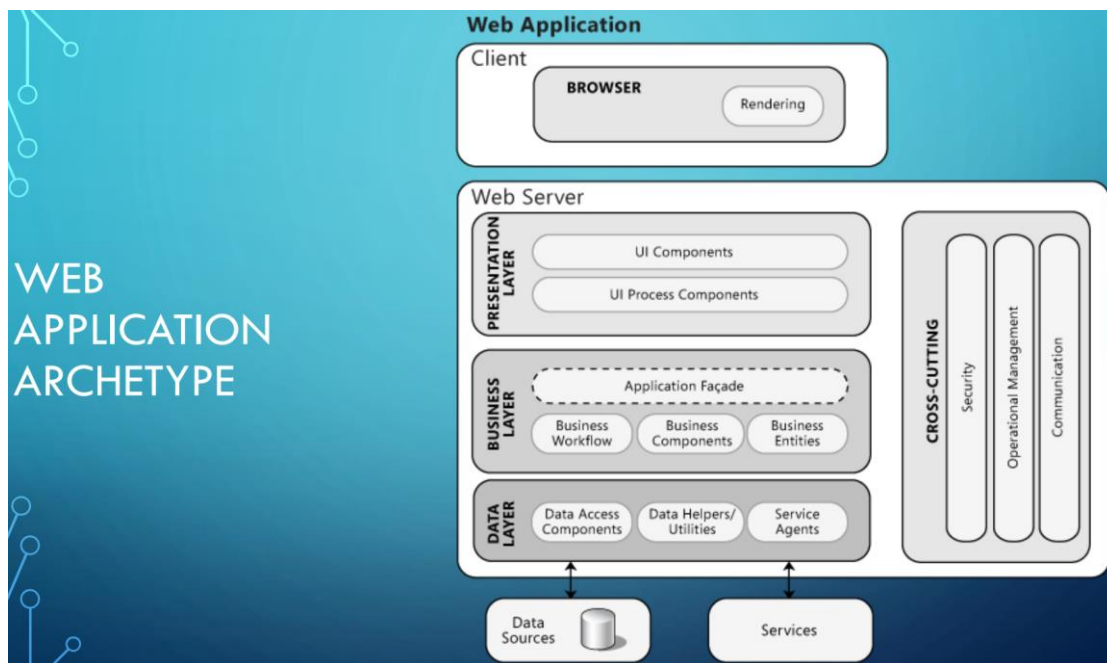 WEB
APPLICATION
ARCHETYPE
Web Application
Client
BROWSER
Rendering
Web Server
PRESENTATION
LAYER
UI Components
UI Process Components
BUSINESS
LAYER
Application Façade
Business
Workflow
Business
Components
Business
Entities
DATA
LAYER
Data Access
Components
Data Helpers/
Utilities
Service
Agents
CROSS-CUTTING
Security
Operational Management
Communication
Data
Sources
Services